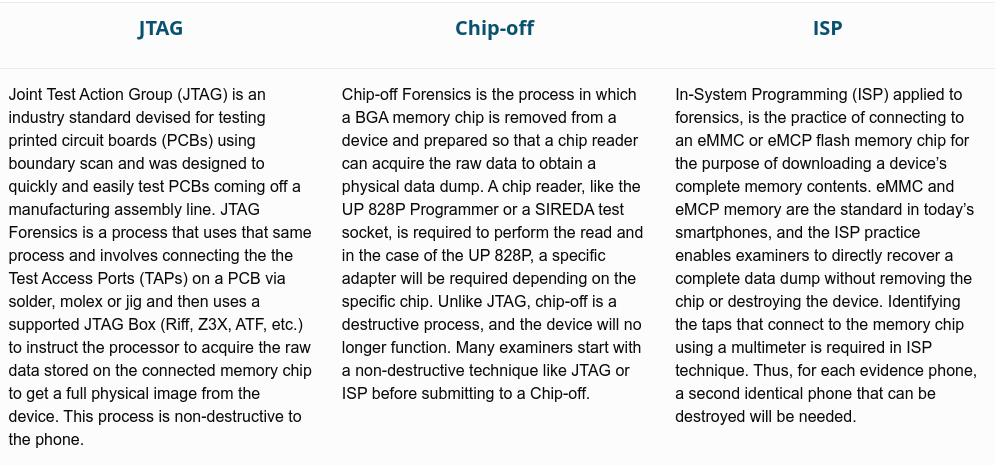 JTAG
Joint Test Action Group (JTAG) is an
industry standard devised for testing
printed circuit boards (PCBs) using
boundary scan and was designed to
quickly and easily test PCBs coming off a
manufacturing assembly line. JTAG
Forensics is a process that uses that same
process and involves connecting the the
Test Access Ports (TAPs) on a PCB via
solder, molex or jig and then uses a
supported JTAG Box (Riff, Z3X, ATF, etc.)
to instruct the processor to acquire the raw
data stored on the connected memory chip
to get a full physical image from the
device. This process is non-destructive to
the phone.
Chip-off
Chip-off Forensics is the process in which
a BGA memory chip is removed from a
device and prepared so that a chip reader
can acquire the raw data to obtain a
physical data dump. A chip reader, like the
UP 828P Programmer or a SIREDA test
socket, is required to perform the read and
in the case of the UP 828P, a specific
adapter will be required depending on the
specific chip. Unlike JTAG, chip-off is a
destructive process, and the device will no
longer function. Many examiners start with
a non-destructive technique like JTAG or
ISP before submitting to a Chip-off.
ISP
In-System Programming (ISP) applied to
forensics, is the practice of connecting to
an eMMC or eMCP flash memory chip for
the purpose of downloading a device’s
complete memory contents. eMMC and
eMCP memory are the standard in today’s
smartphones, and the ISP practice
enables examiners to directly recover a
complete data dump without removing the
chip or destroying the device. Identifying
the taps that connect to the memory chip
using a multimeter is required in ISP
technique. Thus, for each evidence phone,
a second identical phone that can be
destroyed will be needed.